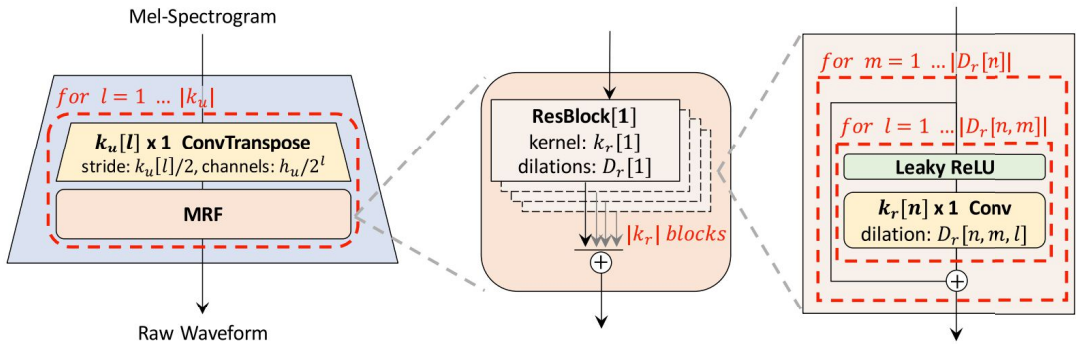 Mel-Spectrogram
for l = 1 … |k_u|
k_u[l] x 1 ConvTranspose
stride: k_u[l]/2, channels: h_u/2^l
MRF
Raw Waveform
ResBlock[1]
kernel: k_r[1]
dilations: D_r[1]
|k_r| blocks
+
for m = 1 …|D_r[n]|
for l = 1 …|D_r[n, m]|
Leaky ReLU
k_r[n] x 1 Conv
dilation: D_r[n, m, l]
+